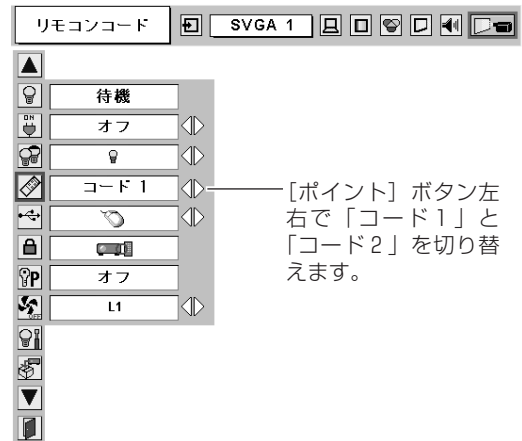 リモコンコード
SVGA 1
待機
ON
オフ
コード 1
P
オフ
OFF
L1
[ポイント] ボタン左
右で「コード１」と
「コード２」を切り替
えます。